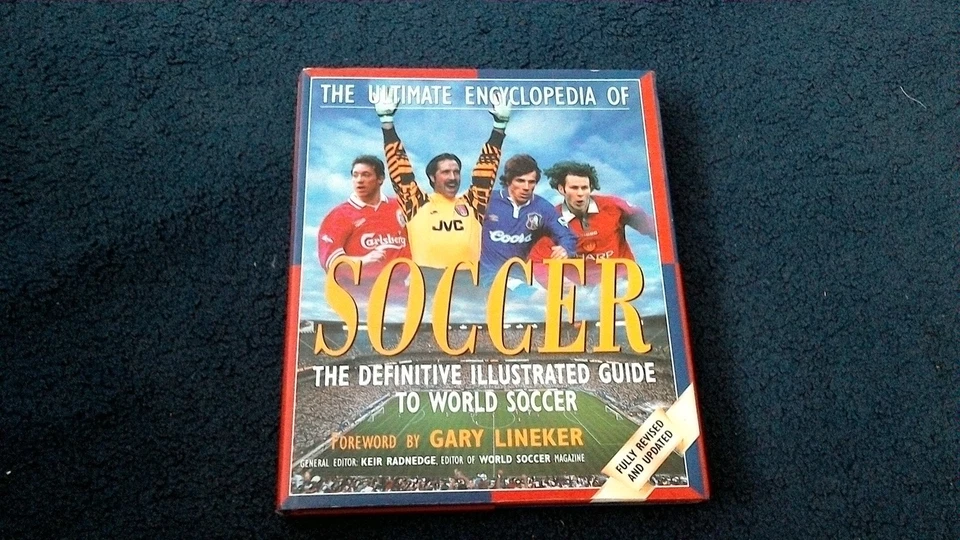 THE ULTIMATE ENCYCLOPEDIA OF
Carlsberg
JVC
Coors
SHARP
SOCCER
THE DEFINITIVE ILLUSTRATED GUIDE
TO WORLD SOCCER
FOREWORD BY GARY LINEKER
GENERAL EDITOR: KEIR RADNEDGE, EDITOR OF WORLD SOCCER MAGAZINE
FULLY REVISED
AND UPDATED